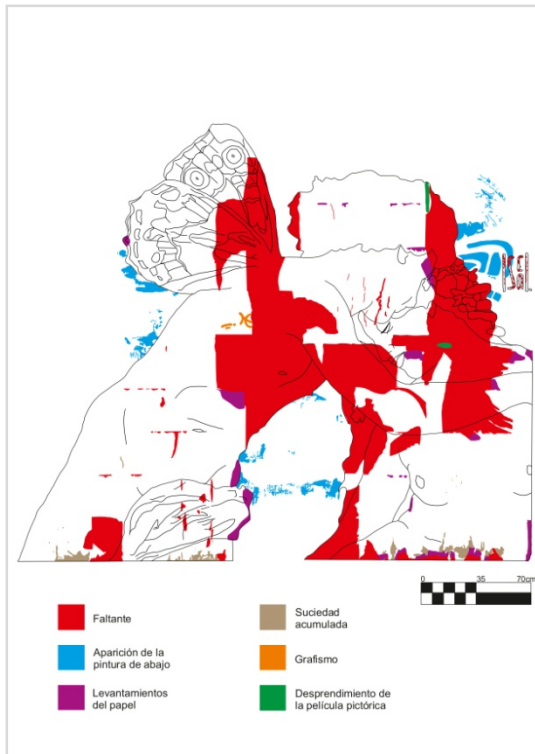 0 35 70cm
Faltante
Suciedad
acumulada
Aparición de la
pintura de abajo
Grafismo
Levantamientos
del papel
Desprendimiento de
la película pictórica